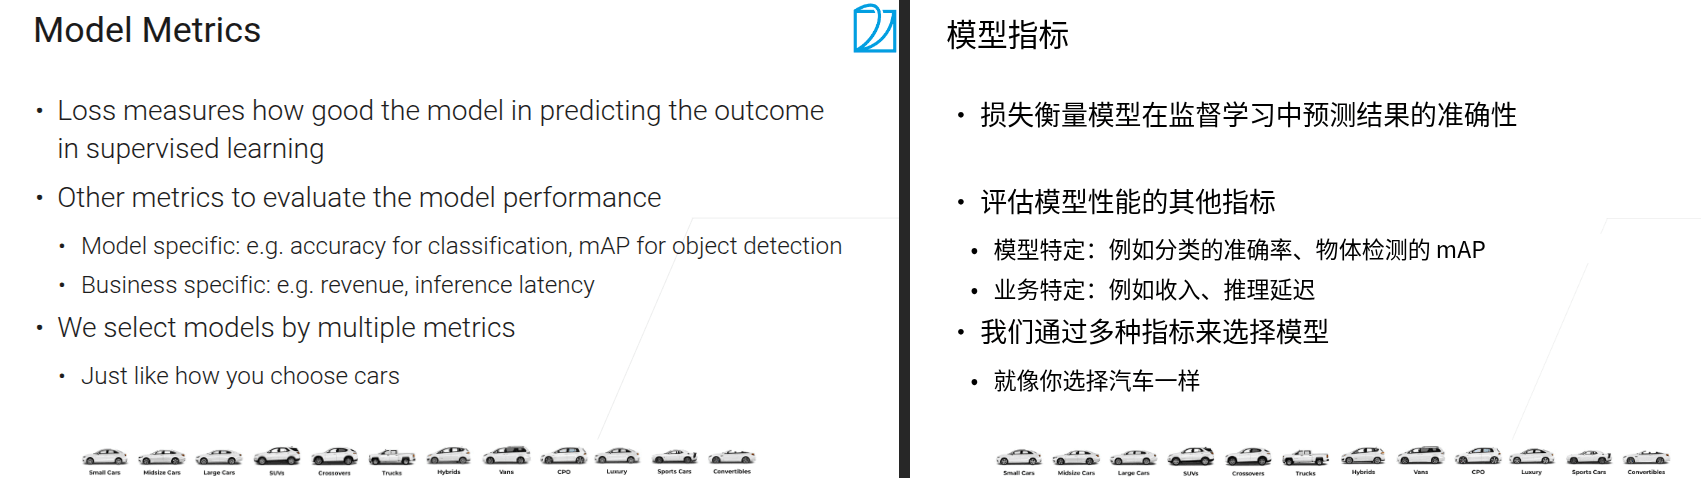 Model Metrics
• Loss measures how good the model in predicting the outcome
in supervised learning
• Other metrics to evaluate the model performance
• Model specific: e.g. accuracy for classification, mAP for object detection
• Business specific: e.g. revenue, inference latency
• We select models by multiple metrics
• Just like how you choose cars
Small Cars Midsize Cars Large Cars SUVs Crossovers Trucks Hybrids Vans CPO Luxury Sports Cars Convertibles
模型指标
• 损失衡量模型在监督学习中预测结果的准确性
• 评估模型性能的其他指标
• 模型特定：例如分类的准确率、物体检测的 mAP
• 业务特定：例如收入、推理延迟
• 我们通过多种指标来选择模型
• 就像你选择汽车一样
Small Cars Midsize Cars Large Cars SUVs Crossovers Trucks Hybrids Vans CPO Luxury Sports Cars Convertibles